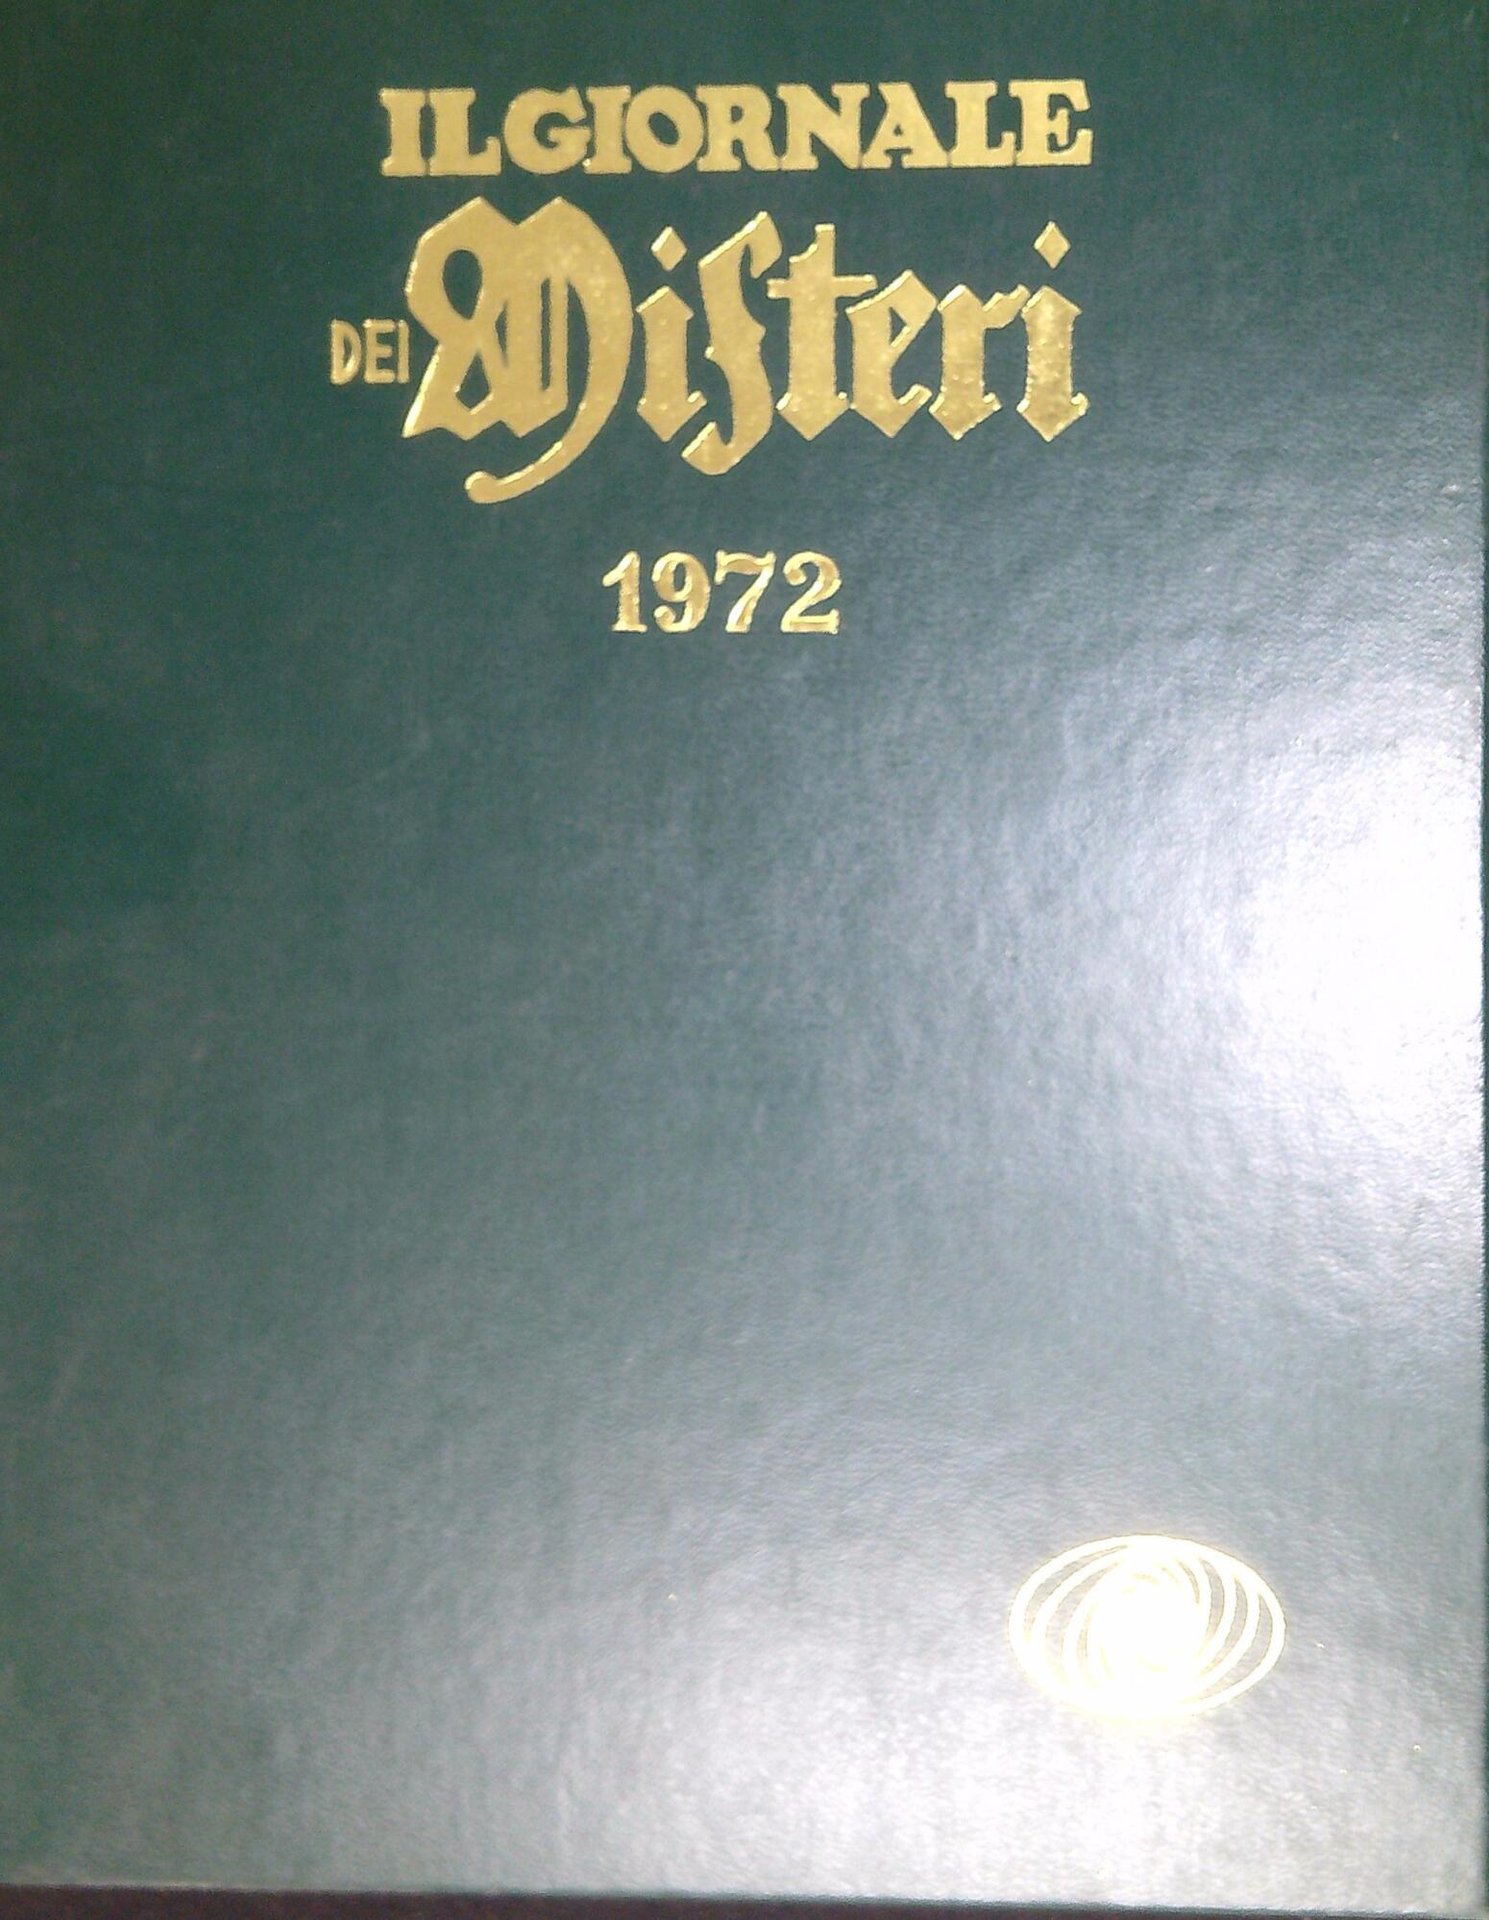 IL GIORNALE
DEI Miſteri
1972